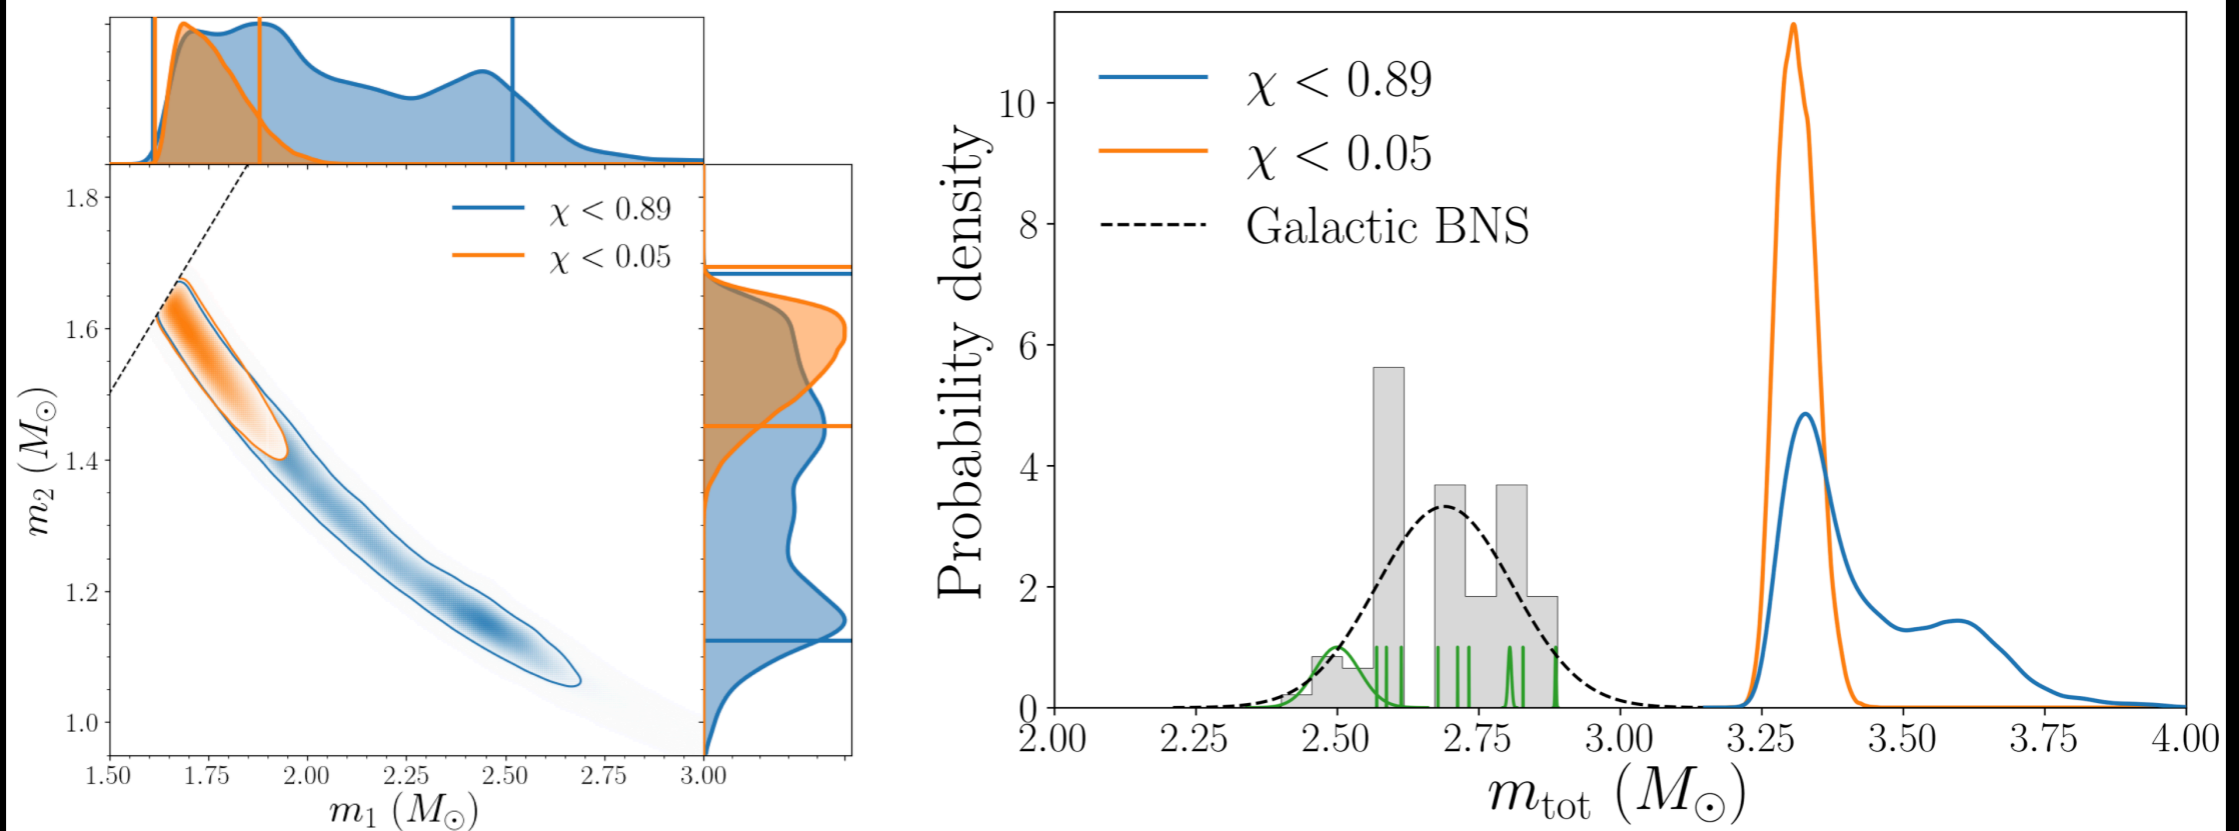 χ < 0.89
χ < 0.05
1.8
1.6
1.4
1.2
1.0
m₂ (M⊙)
1.50 1.75 2.00 2.25 2.50 2.75 3.00
m₁ (M⊙)
χ < 0.89
χ < 0.05
Galactic BNS
10
8
6
4
2
0
Probability density
2.00 2.25 2.50 2.75 3.00 3.25 3.50 3.75 4.00
m_tot (M⊙)